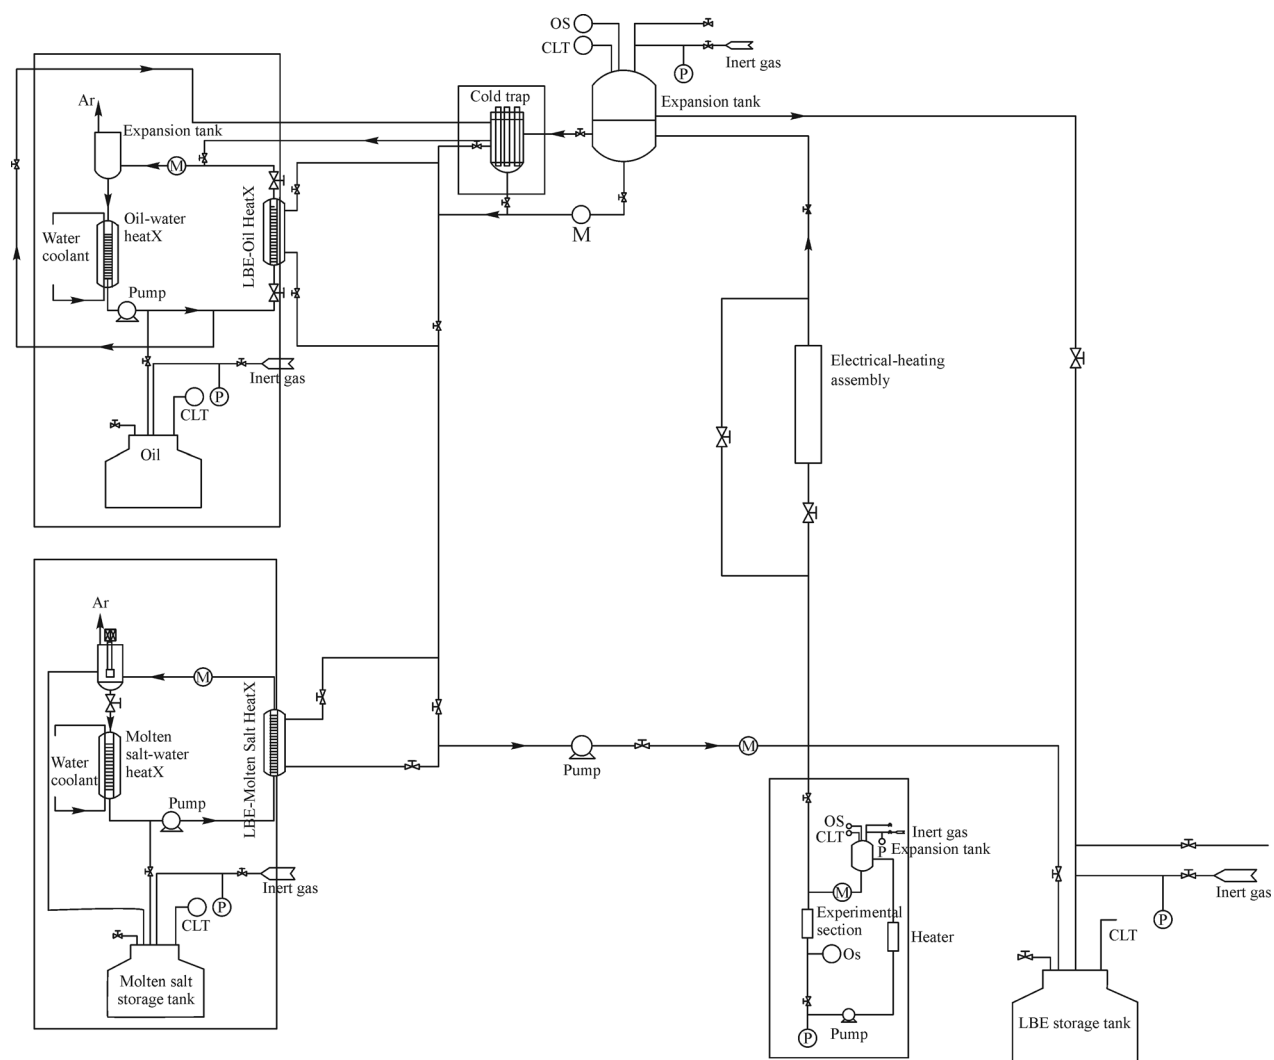 OS
CLT
P
Inert gas
Expansion tank
Cold trap
M
Ar
Expansion tank
M
Oil-water
heatX
Water
coolant
LBE-Oil HeatX
Pump
Inert gas
P
CLT
Oil
Electrical-heating
assembly
Ar
M
Molten
salt-water
heatX
Water
coolant
LBE-Molten Salt HeatX
Pump
Inert gas
P
CLT
Molten salt
storage tank
Pump
M
OS
CLT
Inert gas
P
Expansion tank
M
Experimental
section
Heater
Os
Pump
P
Inert gas
P
CLT
LBE storage tank